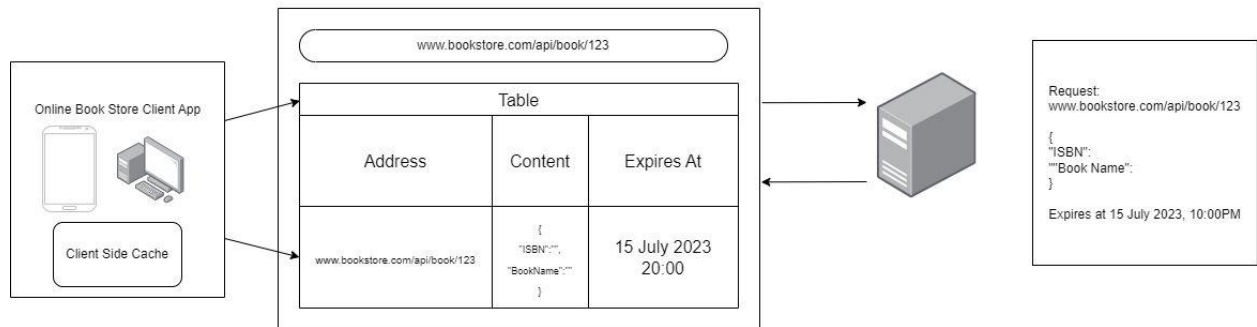 Online Book Store Client App
Client Side Cache
www.bookstore.com/api/book/123
Table
Address
Content
Expires At
www.bookstore.com/api/book/123
{
"ISBN":"",
"BookName":""
}
15 July 2023
20:00
Request:
www.bookstore.com/api/book/123
{
"ISBN":
""Book Name":
}
Expires at 15 July 2023, 10:00PM